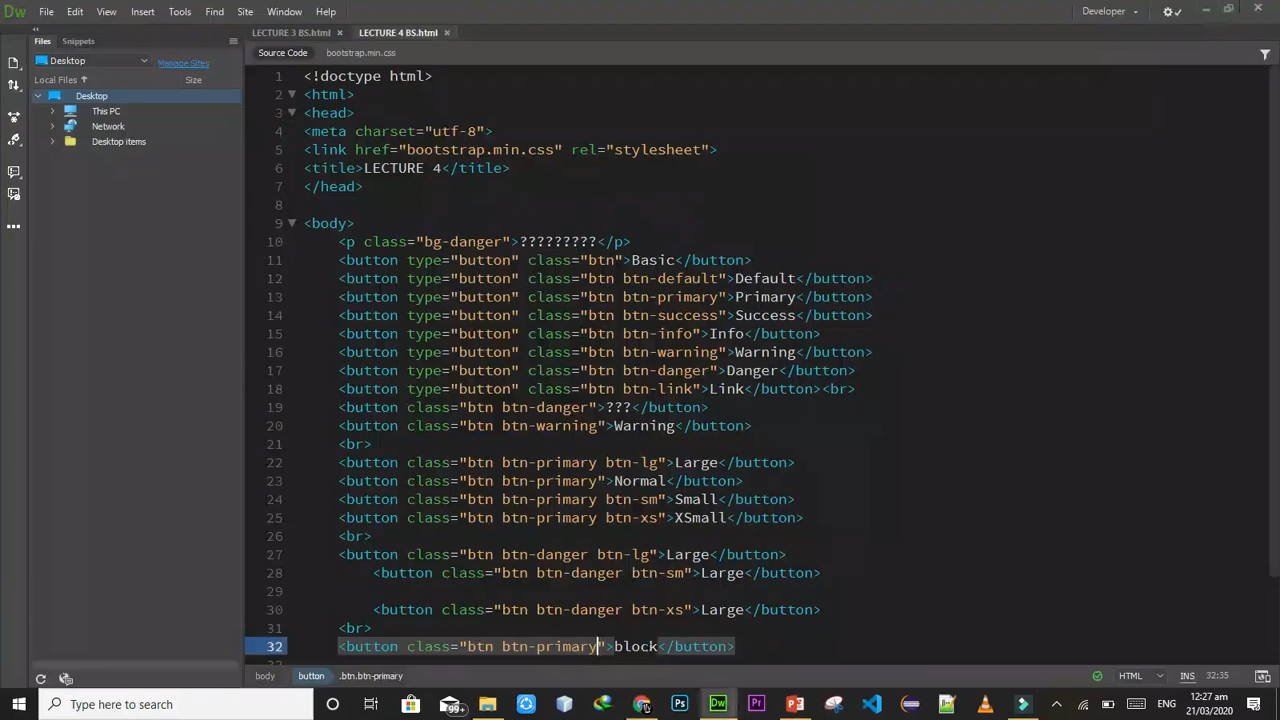 Dw File Edit View Insert Tools Find Site Window Help Developer
Files Snippets
LECTURE 3 BS.html LECTURE 4 BS.html
Source Code bootstrap.min.css
Desktop Manage Sites
Local Files Size
Desktop
This PC
Network
Desktop items
1 <!doctype html>
2 <html>
3 <head>
4 <meta charset="utf-8">
5 <link href="bootstrap.min.css" rel="stylesheet">
6 <title>LECTURE 4</title>
7 </head>
8
9 <body>
10 <p class="bg-danger">?????????</p>
11 <button type="button" class="btn">Basic</button>
12 <button type="button" class="btn btn-default">Default</button>
13 <button type="button" class="btn btn-primary">Primary</button>
14 <button type="button" class="btn btn-success">Success</button>
15 <button type="button" class="btn btn-info">Info</button>
16 <button type="button" class="btn btn-warning">Warning</button>
17 <button type="button" class="btn btn-danger">Danger</button>
18 <button type="button" class="btn btn-link">Link</button><br>
19 <button class="btn btn-danger">???</button>
20 <button class="btn btn-warning">Warning</button>
21 <br>
22 <button class="btn btn-primary btn-lg">Large</button>
23 <button class="btn btn-primary">Normal</button>
24 <button class="btn btn-primary btn-sm">Small</button>
25 <button class="btn btn-primary btn-xs">XSmall</button>
26 <br>
27 <button class="btn btn-danger btn-lg">Large</button>
28 <button class="btn btn-danger btn-sm">Large</button>
29
30 <button class="btn btn-danger btn-xs">Large</button>
31 <br>
32 <button class="btn btn-primary">block</button>
body button .btn.btn-primary HTML INS 32:35
Type here to search
99+
Ps Dw Pr
12:27 am
21/03/2020